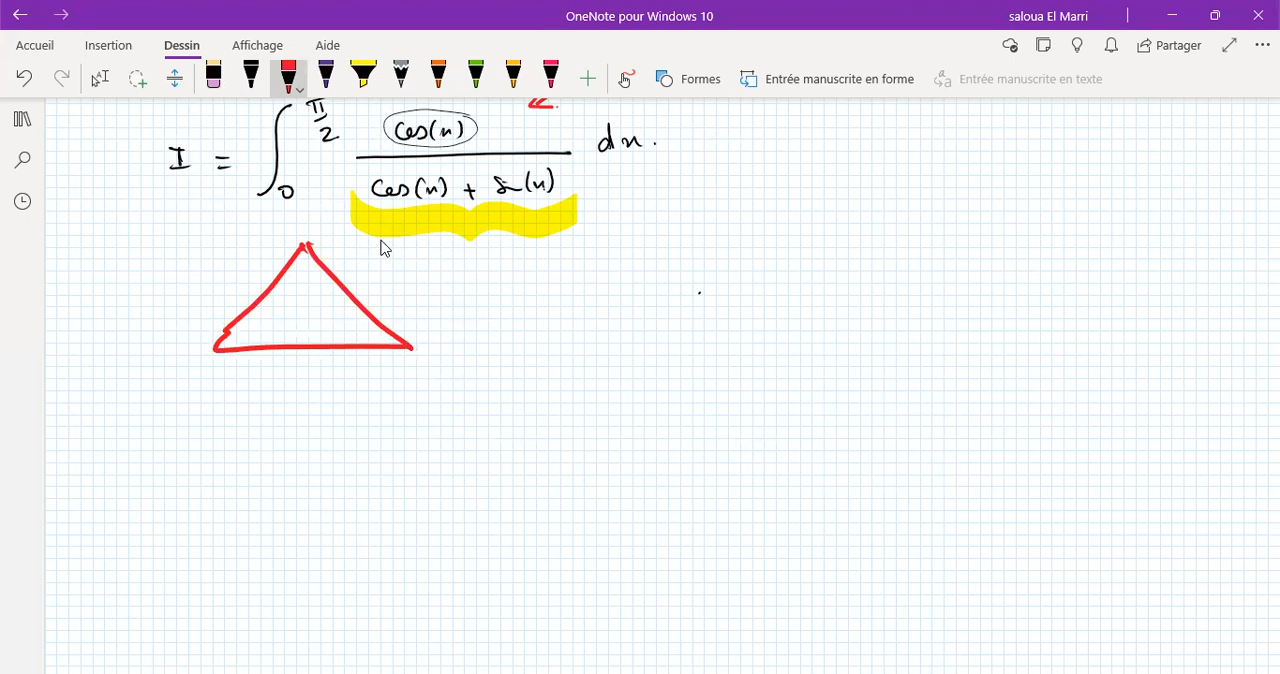 OneNote pour Windows 10
saloua El Marri
Accueil Insertion Dessin Affichage Aide
Partager
Formes
Entrée manuscrite en forme
Entrée manuscrite en texte
I = ∫₀^(π/2) cos(x) / (cos(x) + sin(x)) dx.